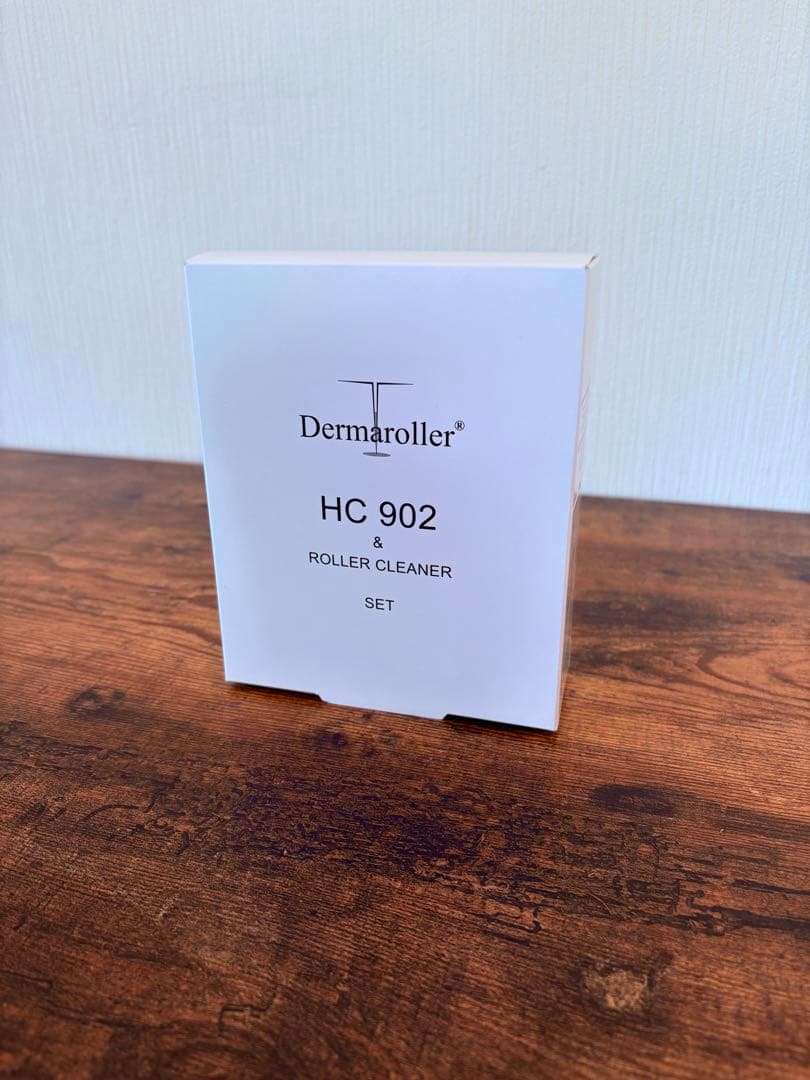 Dermaroller®
HC 902
&
ROLLER CLEANER
SET